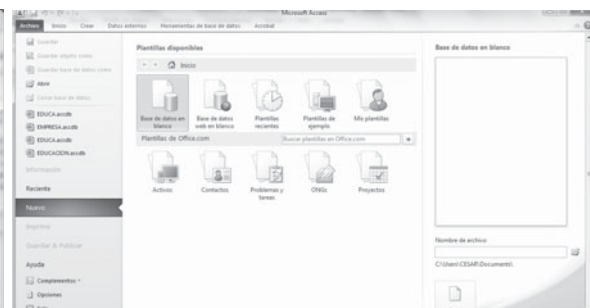 Microsoft Access
Archivo Inicio Crear Datos externos Herramientas de base de datos Acrobat
Guardar
Guardar objeto como
Guardar base de datos como
Abrir
Cerrar base de datos
EDUCA.accdb
EMPRESA.accdb
EDUCA.accdb
EDUCACION.accdb
Información
Reciente
Nuevo
Imprimir
Guardar & Publicar
Ayuda
Complementos
Opciones
Plantillas disponibles
Inicio
Base de datos en blanco
Base de datos web en blanco
Plantillas recientes
Plantillas de ejemplo
Mis plantillas
Plantillas de Office.com
Buscar plantillas en Office.com
Activos
Contactos
Problemas y tareas
ONGs
Proyectos
Base de datos en blanco
Nombre de archivo
C:\Users\CESAR\Documents\